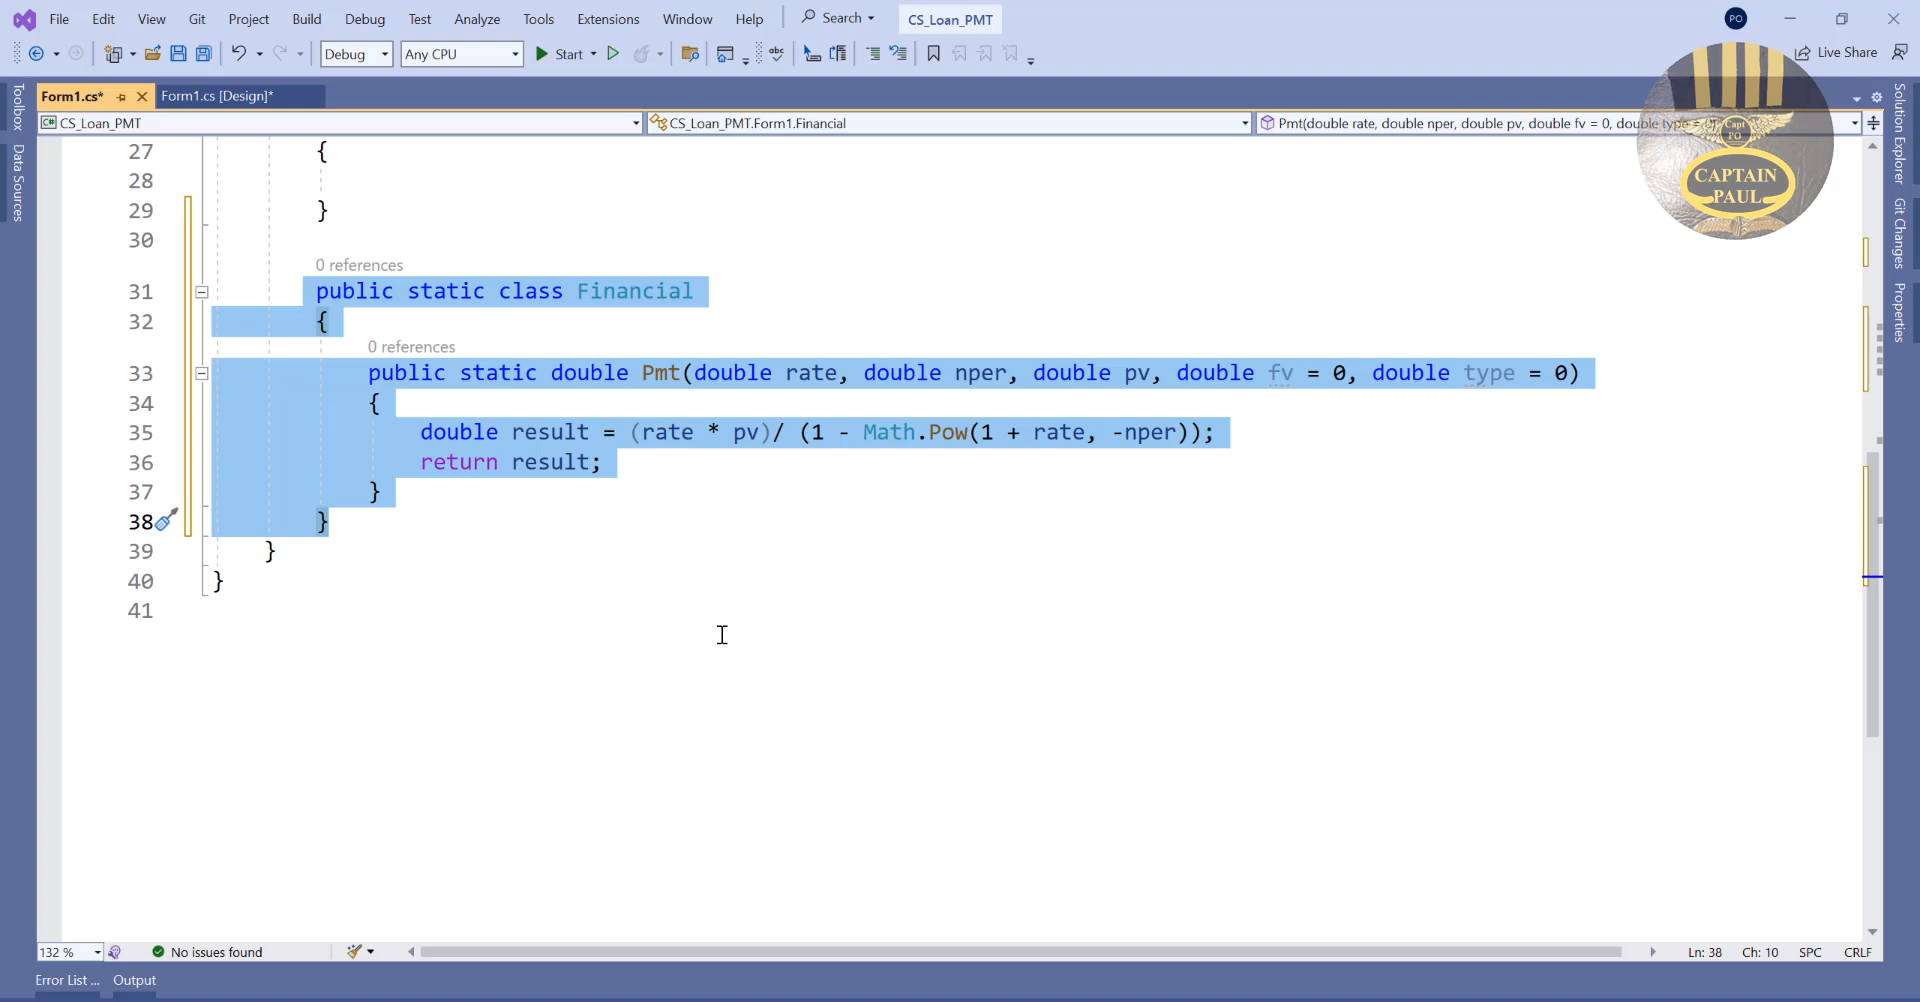 File Edit View Git Project Build Debug Test Analyze Tools Extensions Window Help Search CS_Loan_PMT PO
Debug Any CPU Start abc Live Share
Form1.cs* Form1.cs [Design]*
CS_Loan_PMT CS_Loan_PMT.Form1.Financial Pmt(double rate, double nper, double pv, double fv = 0, double type =
Toolbox
Data Sources
Solution Explorer
Git Changes
Properties
Capt
PO
CAPTAIN
PAUL
27 {
28
29 }
30
0 references
31 public static class Financial
32 {
0 references
33 public static double Pmt(double rate, double nper, double pv, double fv = 0, double type = 0)
34 {
35 double result = (rate * pv)/ (1 - Math.Pow(1 + rate, -nper));
36 return result;
37 }
38 }
39 }
40 }
41
132 % No issues found Ln: 38 Ch: 10 SPC CRLF
Error List ... Output